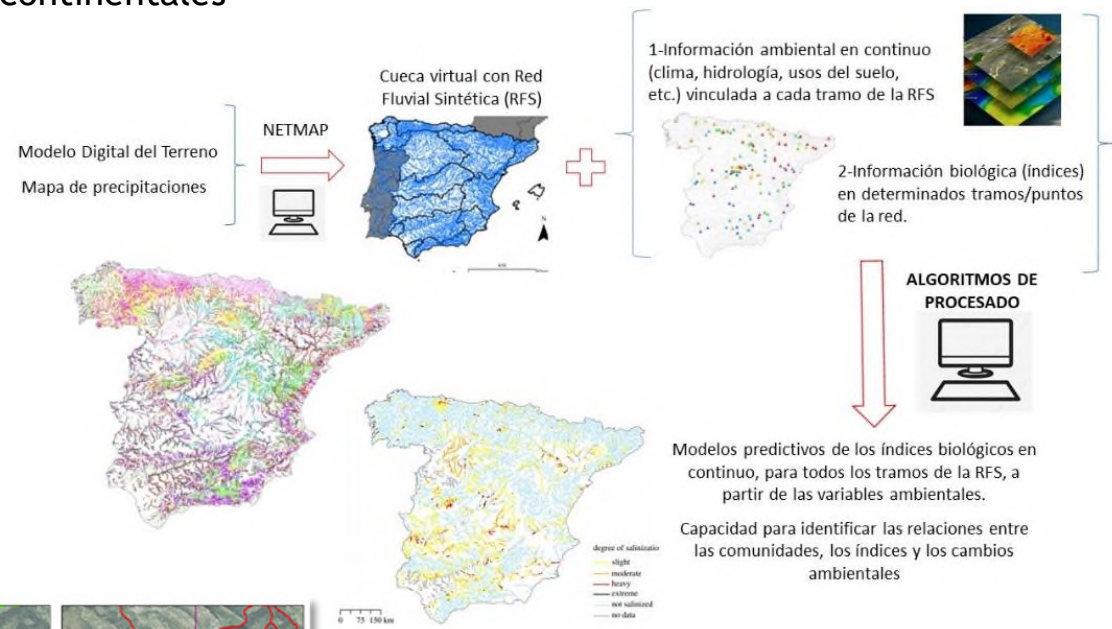 continentales
Modelo Digital del Terreno
Mapa de precipitaciones
NETMAP
Cueca virtual con Red
Fluvial Sintética (RFS)
N
1-Información ambiental en continuo
(clima, hidrología, usos del suelo,
etc.) vinculada a cada tramo de la RFS
2-Información biológica (índices)
en determinados tramos/puntos
de la red.
ALGORITMOS DE
PROCESADO
Modelos predictivos de los índices biológicos en
continuo, para todos los tramos de la RFS, a
partir de las variables ambientales.
Capacidad para identificar las relaciones entre
las comunidades, los índices y los cambios
ambientales
degree of salinizatio
slight
moderate
heavy
extreme
not salinized
no data
0 75 150 km